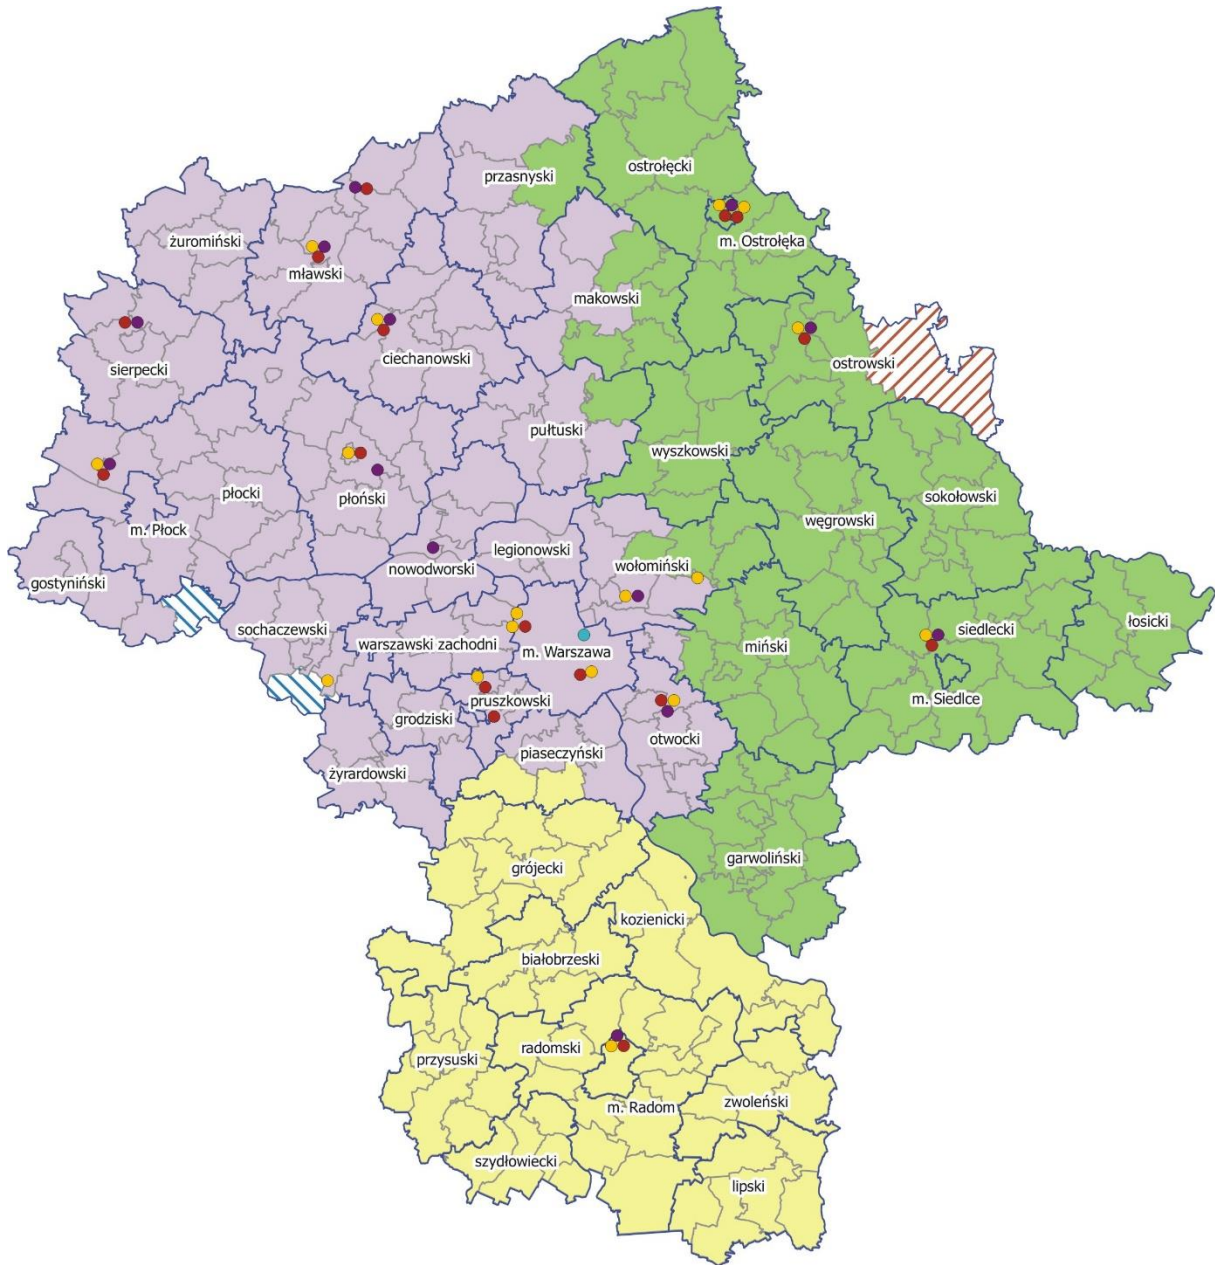 ostrołęcki
przasnyski
żuromiński
m. Ostrołęka
mławski
makowski
ciechanowski
ostrowski
sierpecki
pułtuski
wyszkowski
płocki
płoński
sokołowski
węgrowski
m. Płock
legionowski
wołomiński
nowodworski
gostyniński
łosicki
siedlecki
sochaczewski
warszawski zachodni
m. Warszawa
miński
pruszkowski
m. Siedlce
grodziski
otwocki
piaseczyński
żyrardowski
garwoliński
grójecki
kozienicki
białobrzeski
radomski
przysuski
zwoleński
m. Radom
szydłowiecki
lipski